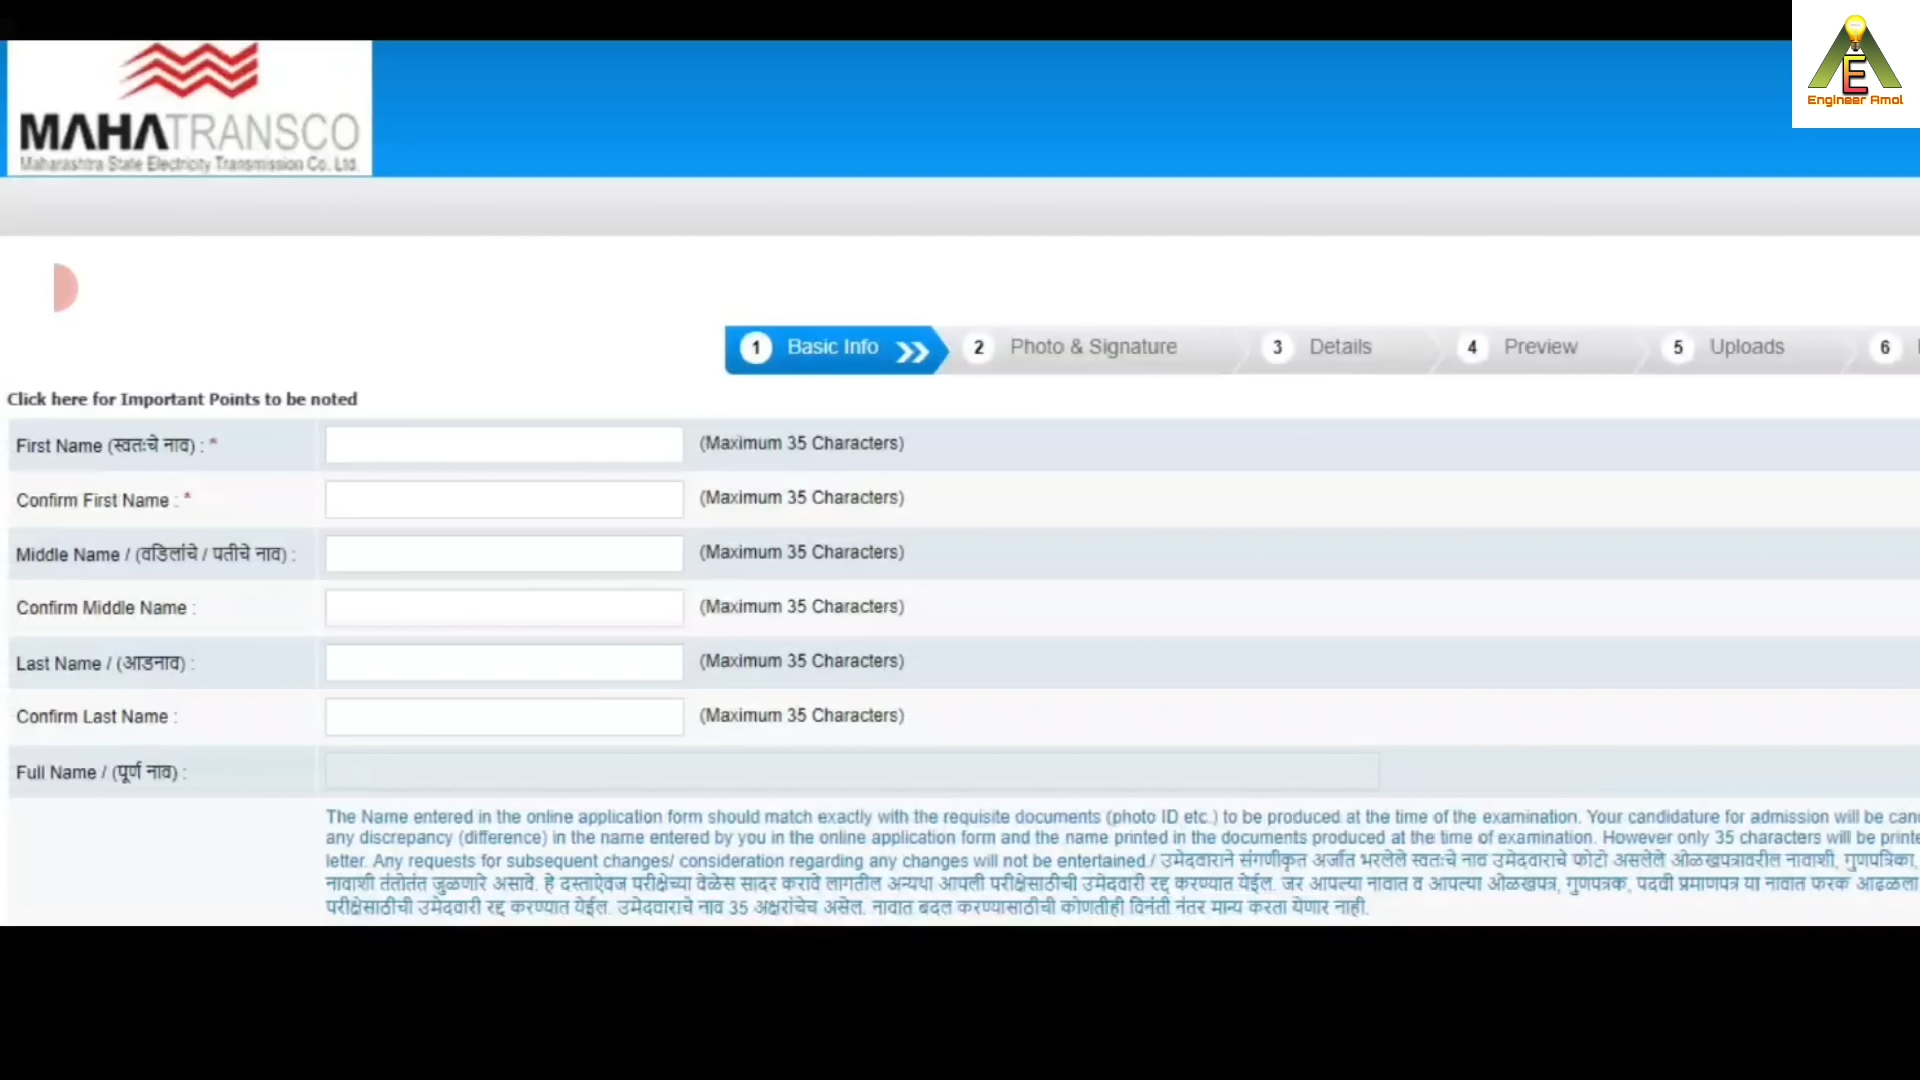 MAHATRANSCO
Maharashtra State Electricity Transmission Co. Ltd.
E
Engineer Amol
1 Basic Info 2 Photo & Signature 3 Details 4 Preview 5 Uploads 6
Click here for Important Points to be noted
First Name (स्वतःचे नाव) : * (Maximum 35 Characters)
Confirm First Name : * (Maximum 35 Characters)
Middle Name / (वडिलांचे / पतीचे नाव) : (Maximum 35 Characters)
Confirm Middle Name : (Maximum 35 Characters)
Last Name / (आडनाव) : (Maximum 35 Characters)
Confirm Last Name : (Maximum 35 Characters)
Full Name / (पूर्ण नाव) :
The Name entered in the online application form should match exactly with the requisite documents (photo ID etc.) to be produced at the time of the examination. Your candidature for admission will be
any discrepancy (difference) in the name entered by you in the online application form and the name printed in the documents produced at the time of examination. However only 35 characters will be
letter. Any requests for subsequent changes/ consideration regarding any changes will not be entertained./ उमेदवाराने संगणीकृत अर्जात भरलेले स्वतःचे नाव उमेदवाराचे फोटो असलेले ओळखपत्रावरील नावाशी, गुणपत्रिका,
नावाशी तंतोतंत जुळणारे असावे. हे दस्ताऐवज परीक्षेच्या वेळेस सादर करावे लागतील अन्यथा आपली परीक्षेसाठीची उमेदवारी रद्द करण्यात येईल. जर आपल्या नावात व आपल्या ओळखपत्र, गुणपत्रक, पदवी प्रमाणपत्र या नावात फरक आढळला
परीक्षेसाठीची उमेदवारी रद्द करण्यात येईल. उमेदवाराचे नाव 35 अक्षरांचेच असेल. नावात बदल करण्यासाठीची कोणतीही विनंती नंतर मान्य करता येणार नाही.